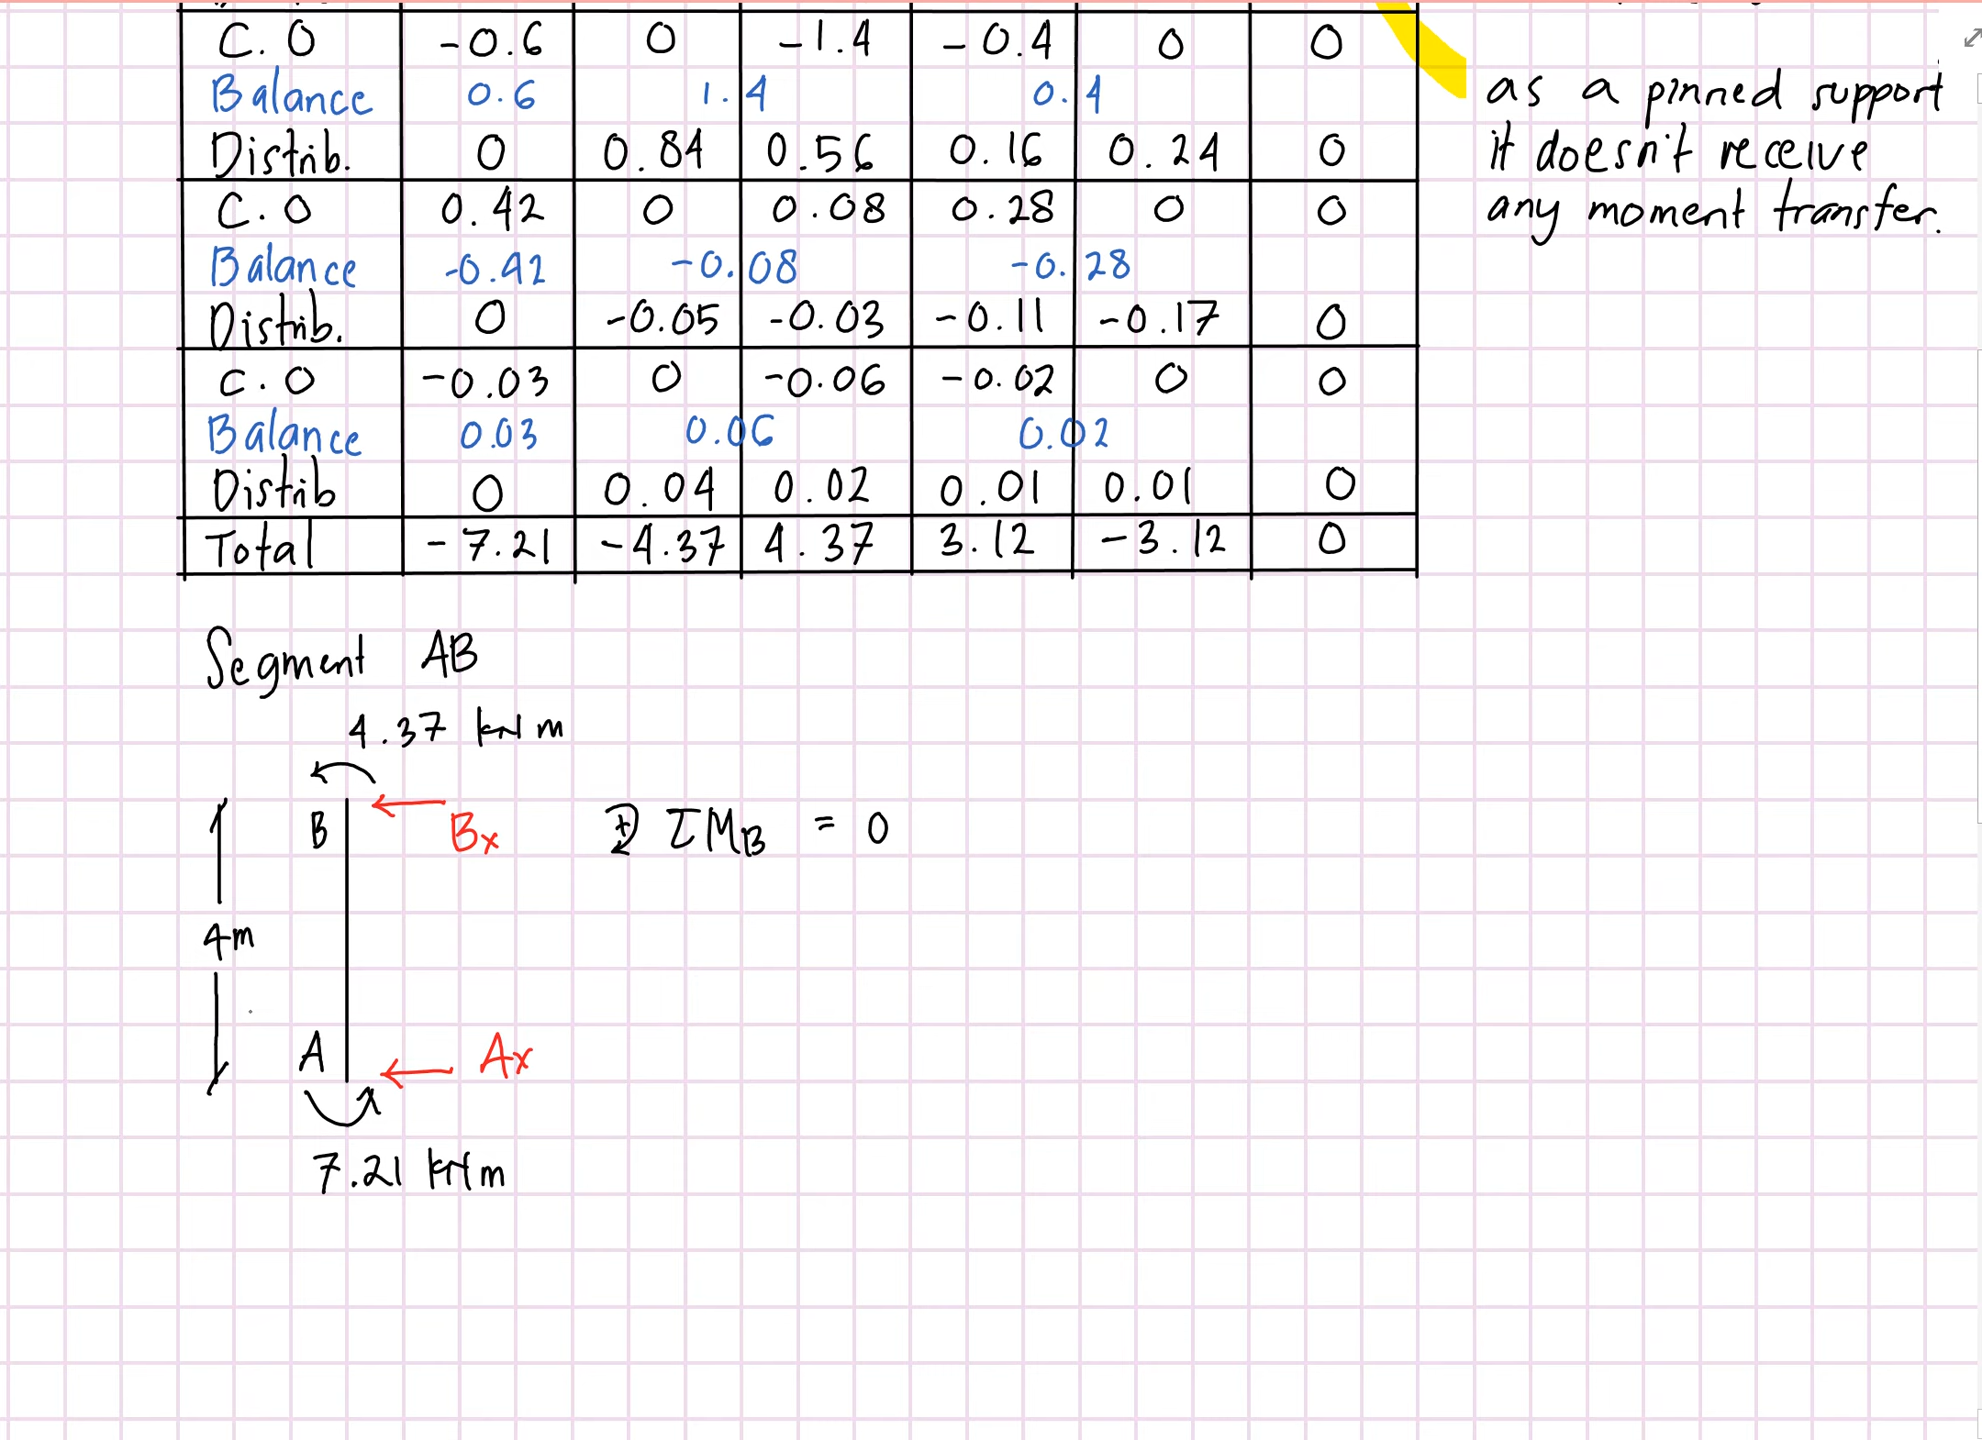 C.O -0.6 0 -1.4 -0.4 0 0
Balance 0.6 1.4 0.4
Distrib. 0 0.84 0.56 0.16 0.24 0
C.O 0.42 0 0.08 0.28 0 0
Balance -0.42 -0.08 -0.28
Distrib. 0 -0.05 -0.03 -0.11 -0.17 0
C.O -0.03 0 -0.06 -0.02 0 0
Balance 0.03 0.06 0.02
Distrib 0 0.04 0.02 0.01 0.01 0
Total -7.21 -4.37 4.37 3.12 -3.12 0
as a pinned support
it doesn't receive
any moment transfer.
Segment AB
4.37 kNm
B Bx + ΣMB = 0
4m
A Ax
7.21 kNm